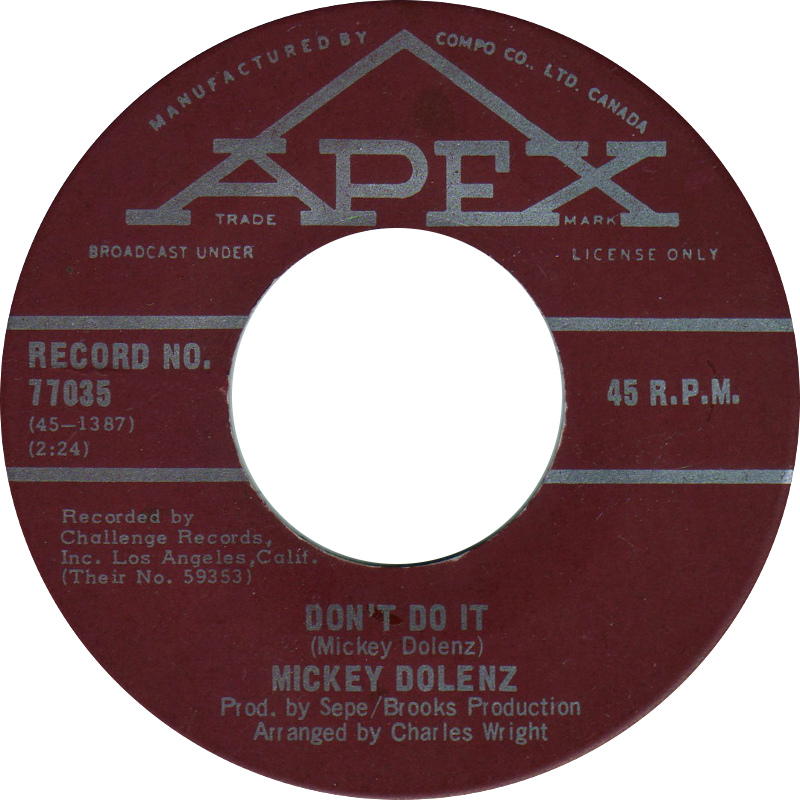 MANUFACTURED BY COMPO CO., LTD. CANADA
APEX
TRADE MARK
BROADCAST UNDER LICENSE ONLY
RECORD NO.
77035
(45—1387)
(2:24)
45 R.P.M.
Recorded by
Challenge Records,
Inc. Los Angeles,Calif.
(Their No. 59353)
DON'T DO IT
(Mickey Dolenz)
MICKEY DOLENZ
Prod. by Sepe/Brooks Production
Arranged by Charles Wright